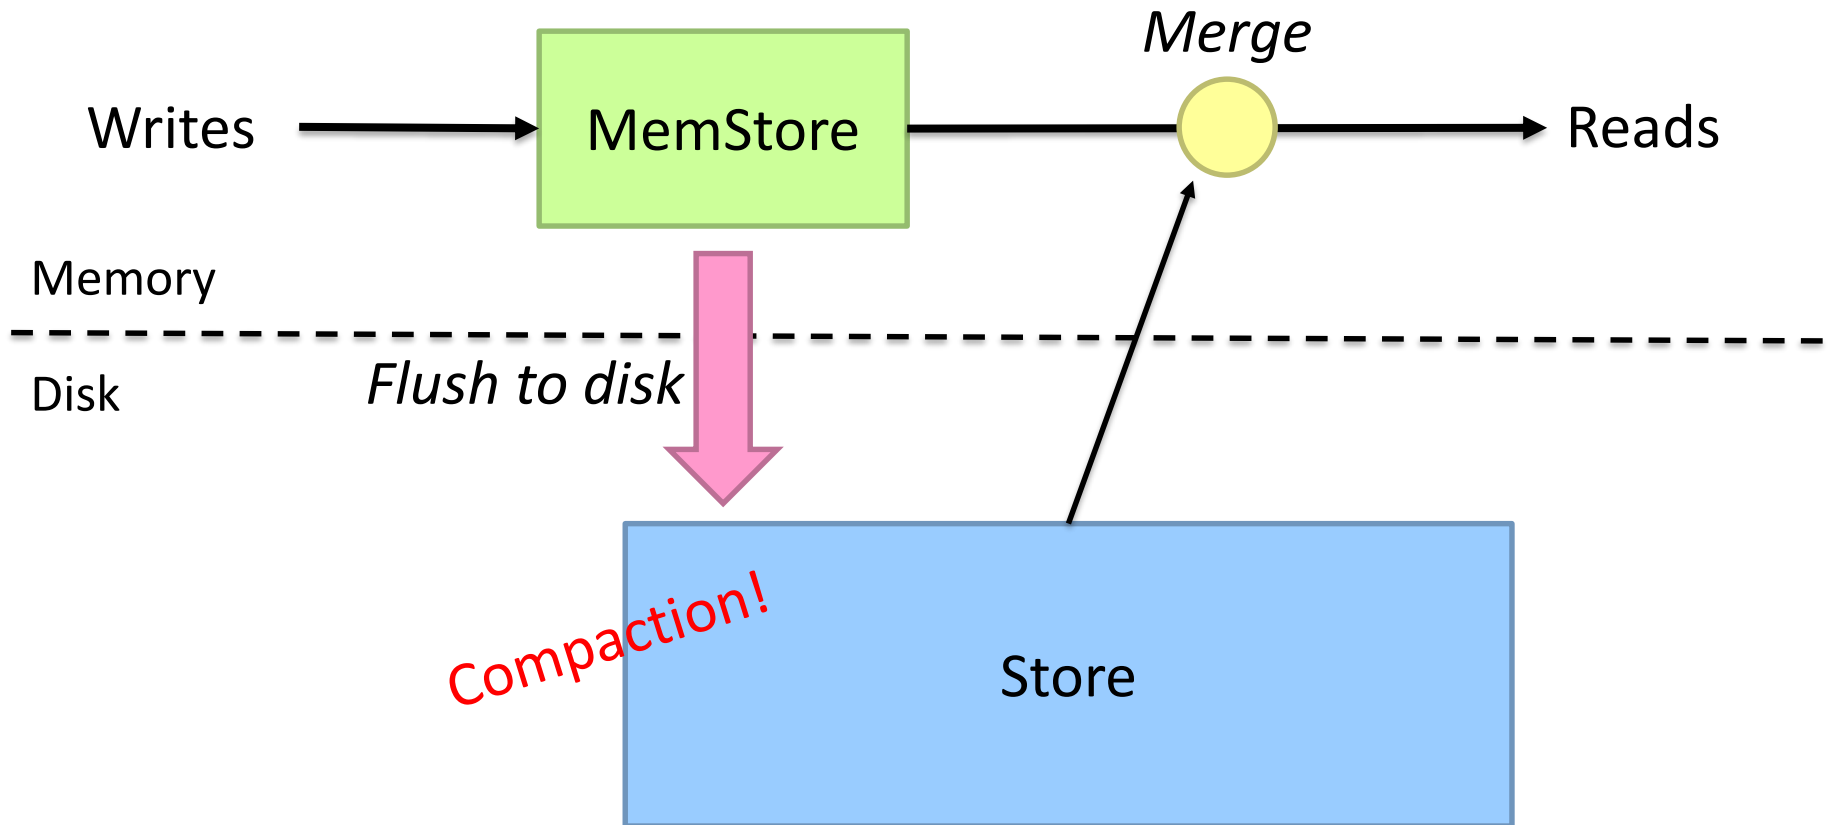 Merge
Writes
MemStore
Reads
Memory
Flush to disk
Disk
Compaction!
Store